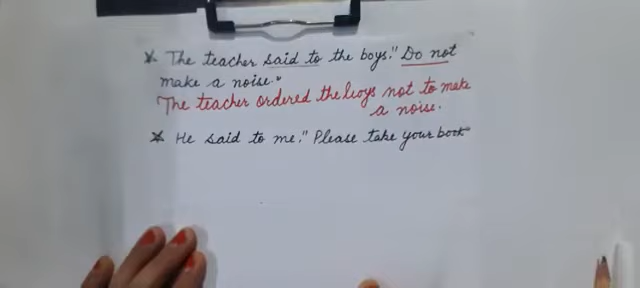 * The teacher said to the boys." Do not
make a noise."
The teacher ordered the boys not to make
a noise.
* He said to me." Please take your book"